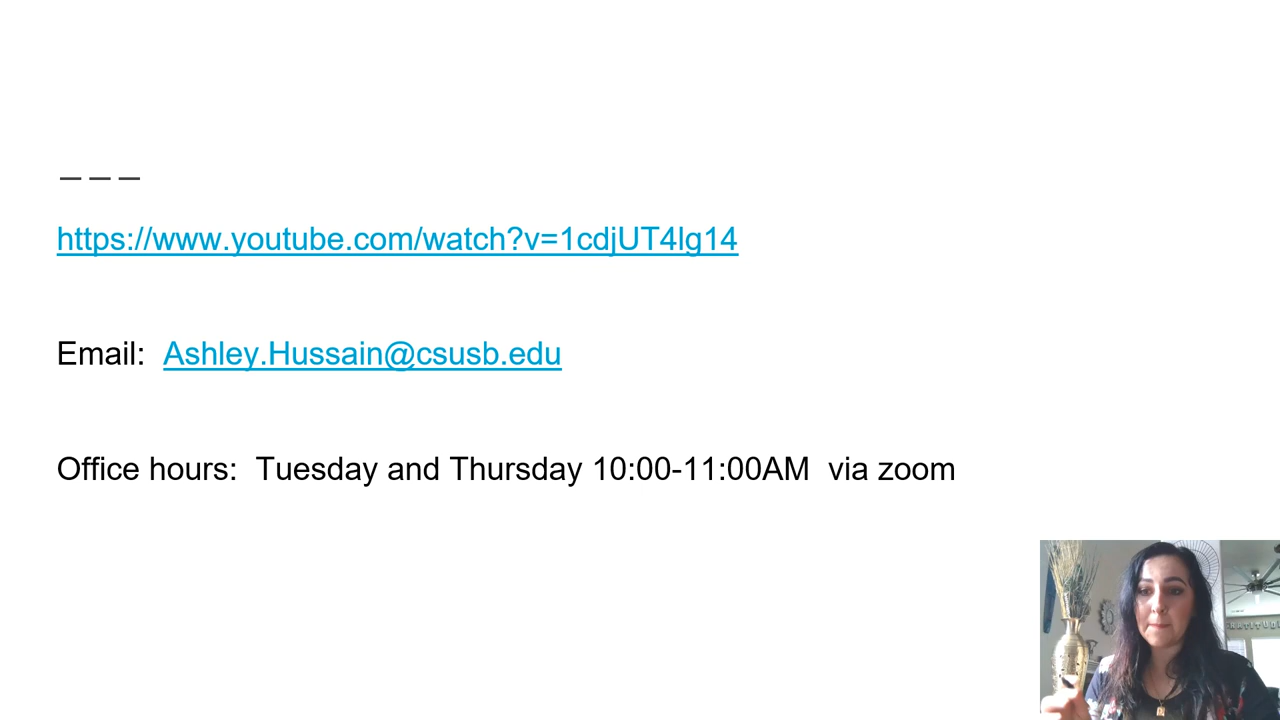 https://www.youtube.com/watch?v=1cdjUT4lg14
Email: Ashley.Hussain@csusb.edu
Office hours: Tuesday and Thursday 10:00-11:00AM via zoom